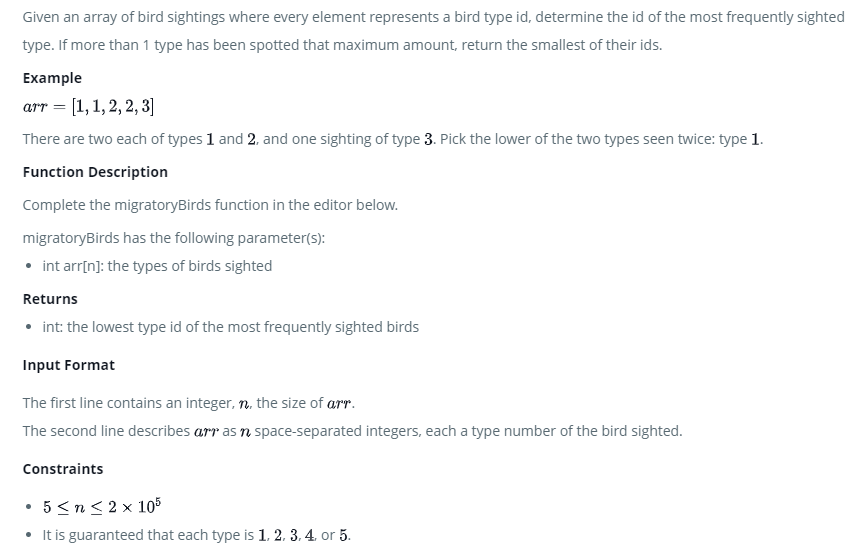 Given an array of bird sightings where every element represents a bird type id, determine the id of the most frequently sighted
type. If more than 1 type has been spotted that maximum amount, return the smallest of their ids.
Example
arr = [1, 1, 2, 2, 3]
There are two each of types 1 and 2, and one sighting of type 3. Pick the lower of the two types seen twice: type 1.
Function Description
Complete the migratoryBirds function in the editor below.
migratoryBirds has the following parameter(s):
• int arr[n]: the types of birds sighted
Returns
• int: the lowest type id of the most frequently sighted birds
Input Format
The first line contains an integer, n, the size of arr.
The second line describes arr as n space-separated integers, each a type number of the bird sighted.
Constraints
• 5 ≤ n ≤ 2 × 10⁵
• It is guaranteed that each type is 1, 2, 3, 4, or 5.